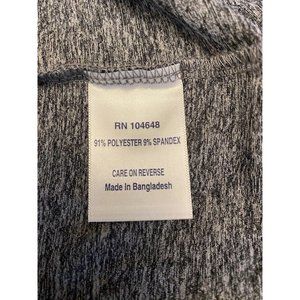 RN 104648
91% POLYESTER 9% SPANDEX
CARE ON REVERSE
Made In Bangladesh